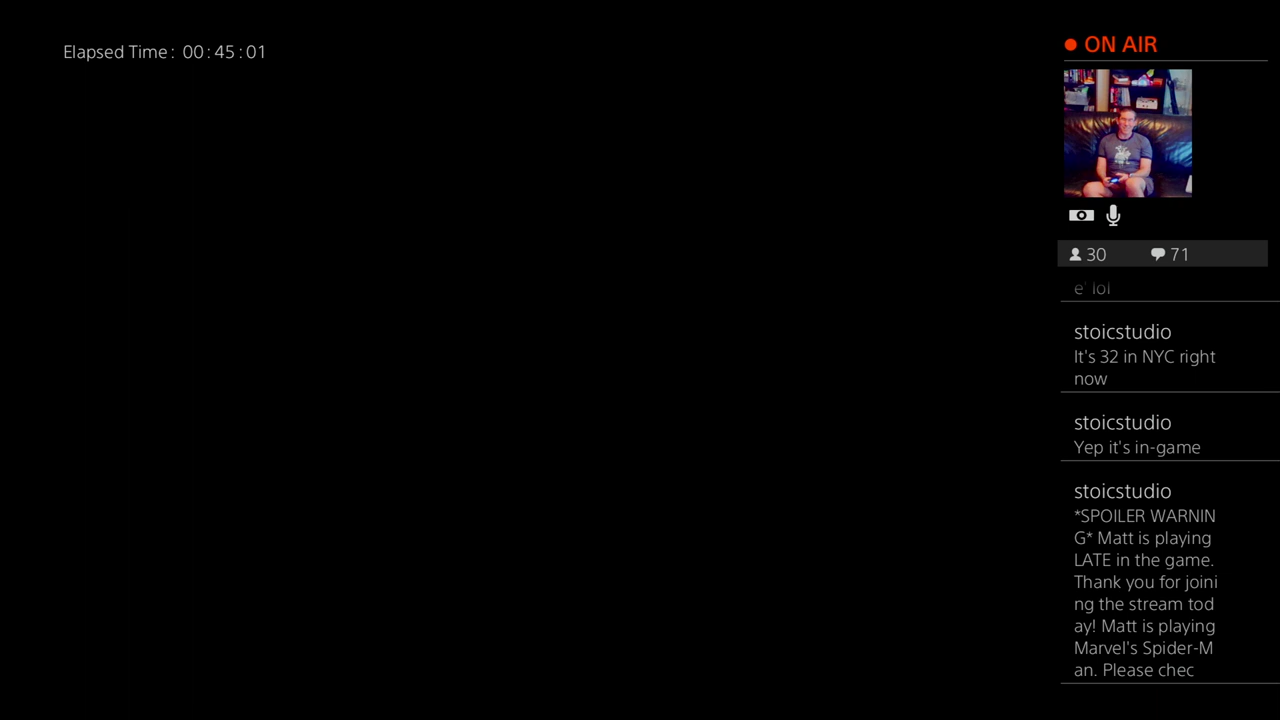 Elapsed Time: 00:45:01
ON AIR
30 71
e' lol
stoicstudio
It's 32 in NYC right
now
stoicstudio
Yep it's in-game
stoicstudio
*SPOILER WARNIN
G* Matt is playing
LATE in the game.
Thank you for joini
ng the stream tod
ay! Matt is playing
Marvel's Spider-M
an. Please chec